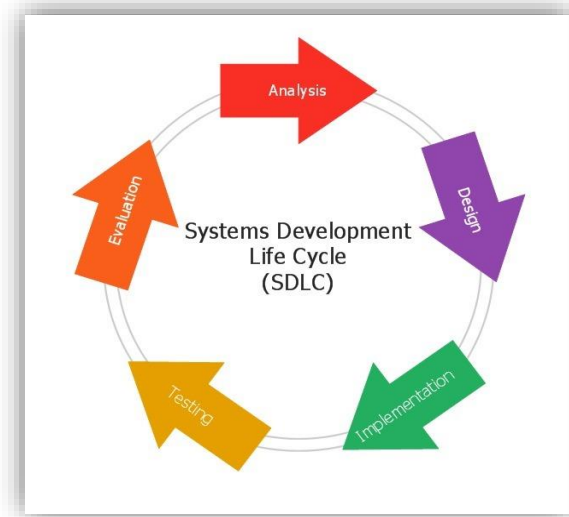 Analysis
Design
Systems Development
Life Cycle
(SDLC)
Evaluation
Testing
Implementation